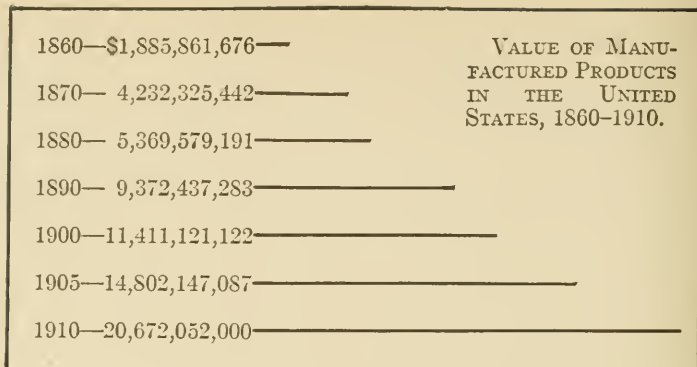 1860—$1,885,861,676
1870— 4,232,325,442
1880— 5,369,579,191
1890— 9,372,437,283
1900—11,411,121,122
1905—14,802,147,087
1910—20,672,052,000
VALUE OF MANU-
FACTURED PRODUCTS
IN THE UNITED
STATES, 1860–1910.